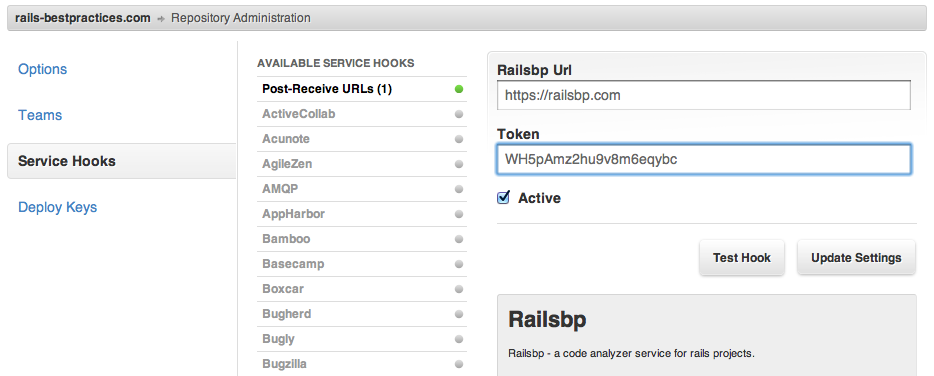 rails-bestpractices.com → Repository Administration
Options
Teams
Service Hooks
Deploy Keys
AVAILABLE SERVICE HOOKS
Post-Receive URLs (1)
ActiveCollab
Acunote
AgileZen
AMQP
AppHarbor
Bamboo
Basecamp
Boxcar
Bugherd
Bugly
Bugzilla
Railsbp Url
https://railsbp.com
Token
WH5pAmz2hu9v8m6eqybc
Active
Test Hook
Update Settings
Railsbp
Railsbp - a code analyzer service for rails projects.